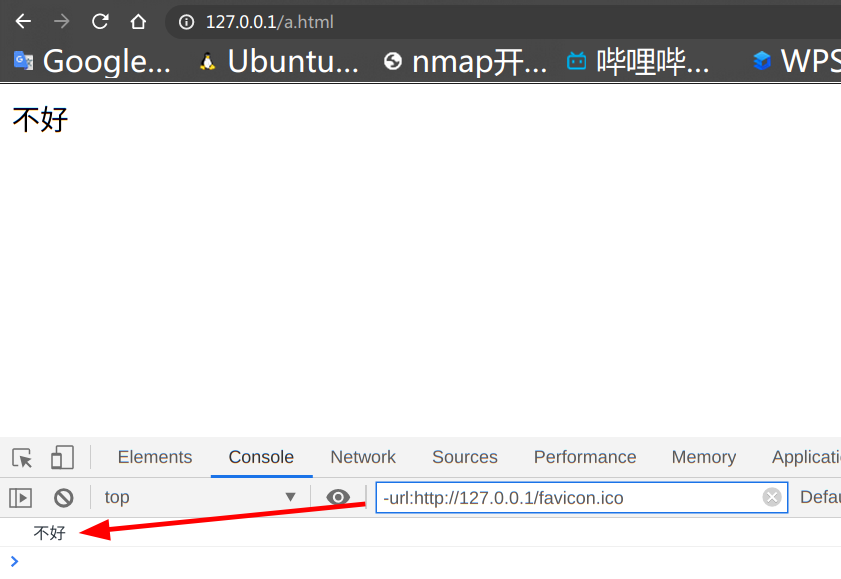 127.0.0.1/a.html
Google... Ubuntu... nmap开... 哔哩哔... WPS
不好
Elements Console Network Sources Performance Memory Applicati
top -url:http://127.0.0.1/favicon.ico Defau
不好